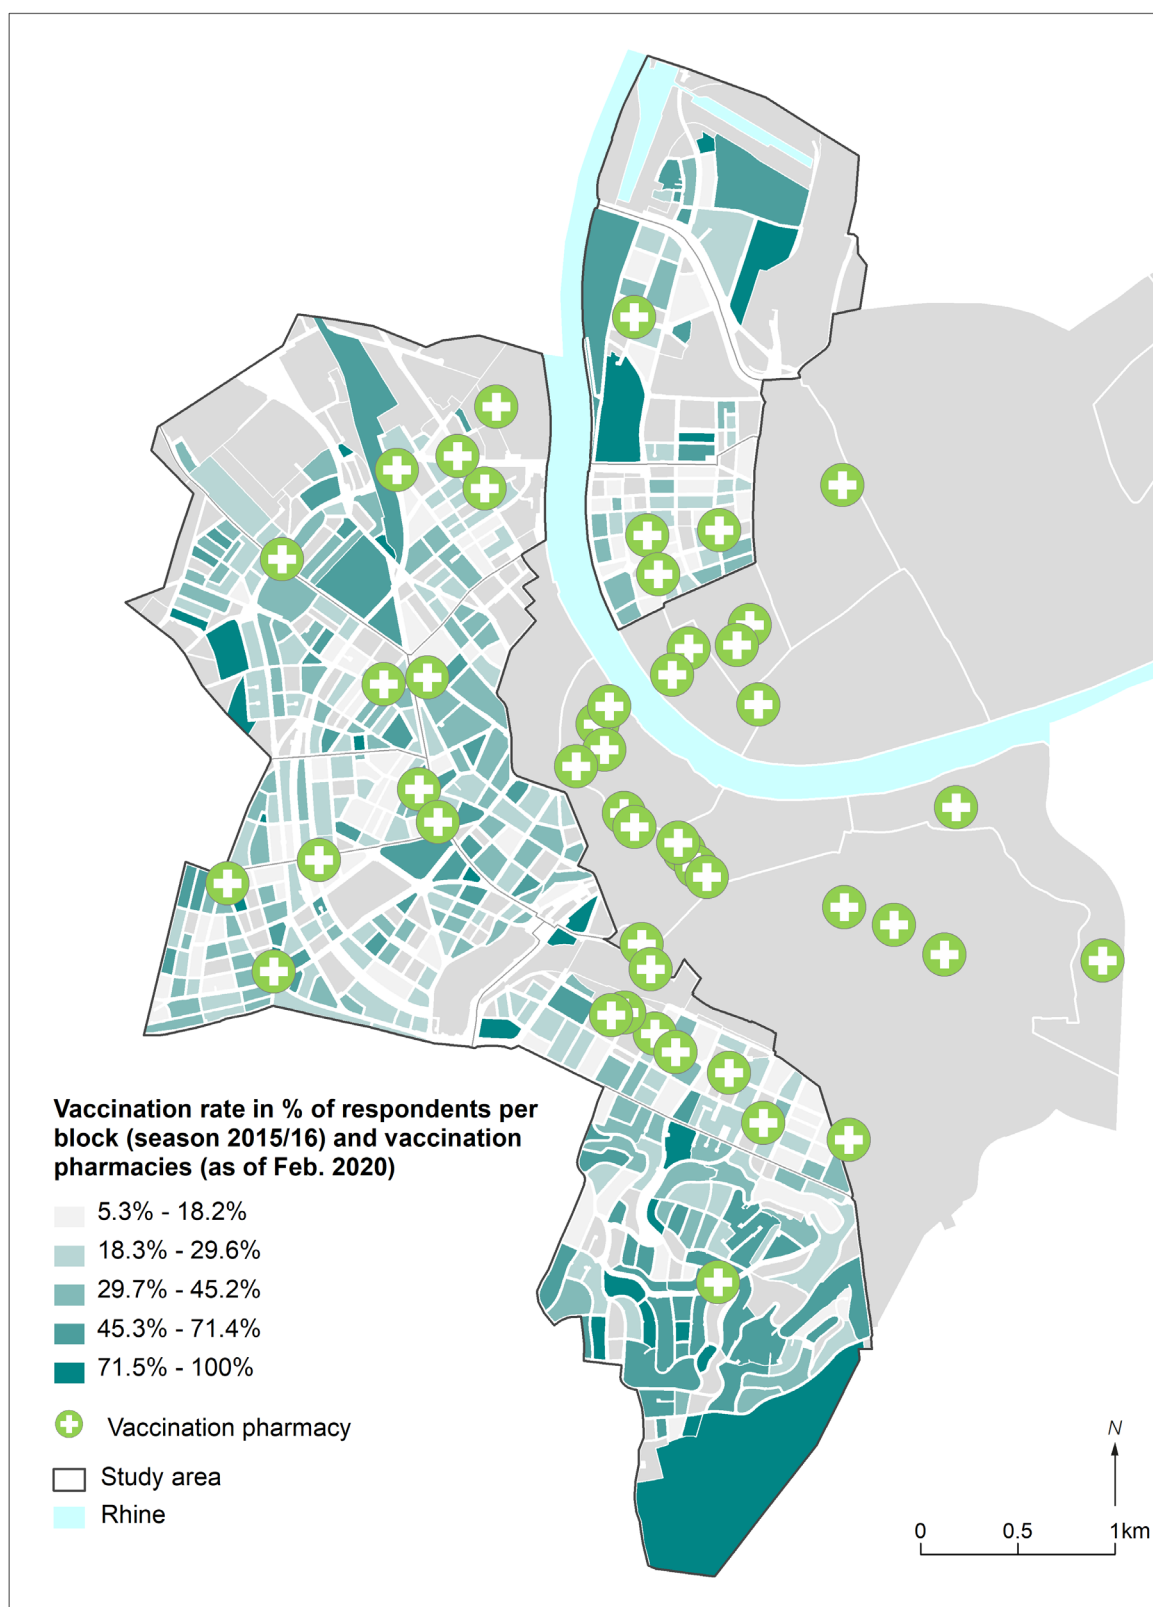 Vaccination rate in % of respondents per
block (season 2015/16) and vaccination
pharmacies (as of Feb. 2020)
5.3% - 18.2%
18.3% - 29.6%
29.7% - 45.2%
45.3% - 71.4%
71.5% - 100%
Vaccination pharmacy
Study area
Rhine
N
0 0.5 1km